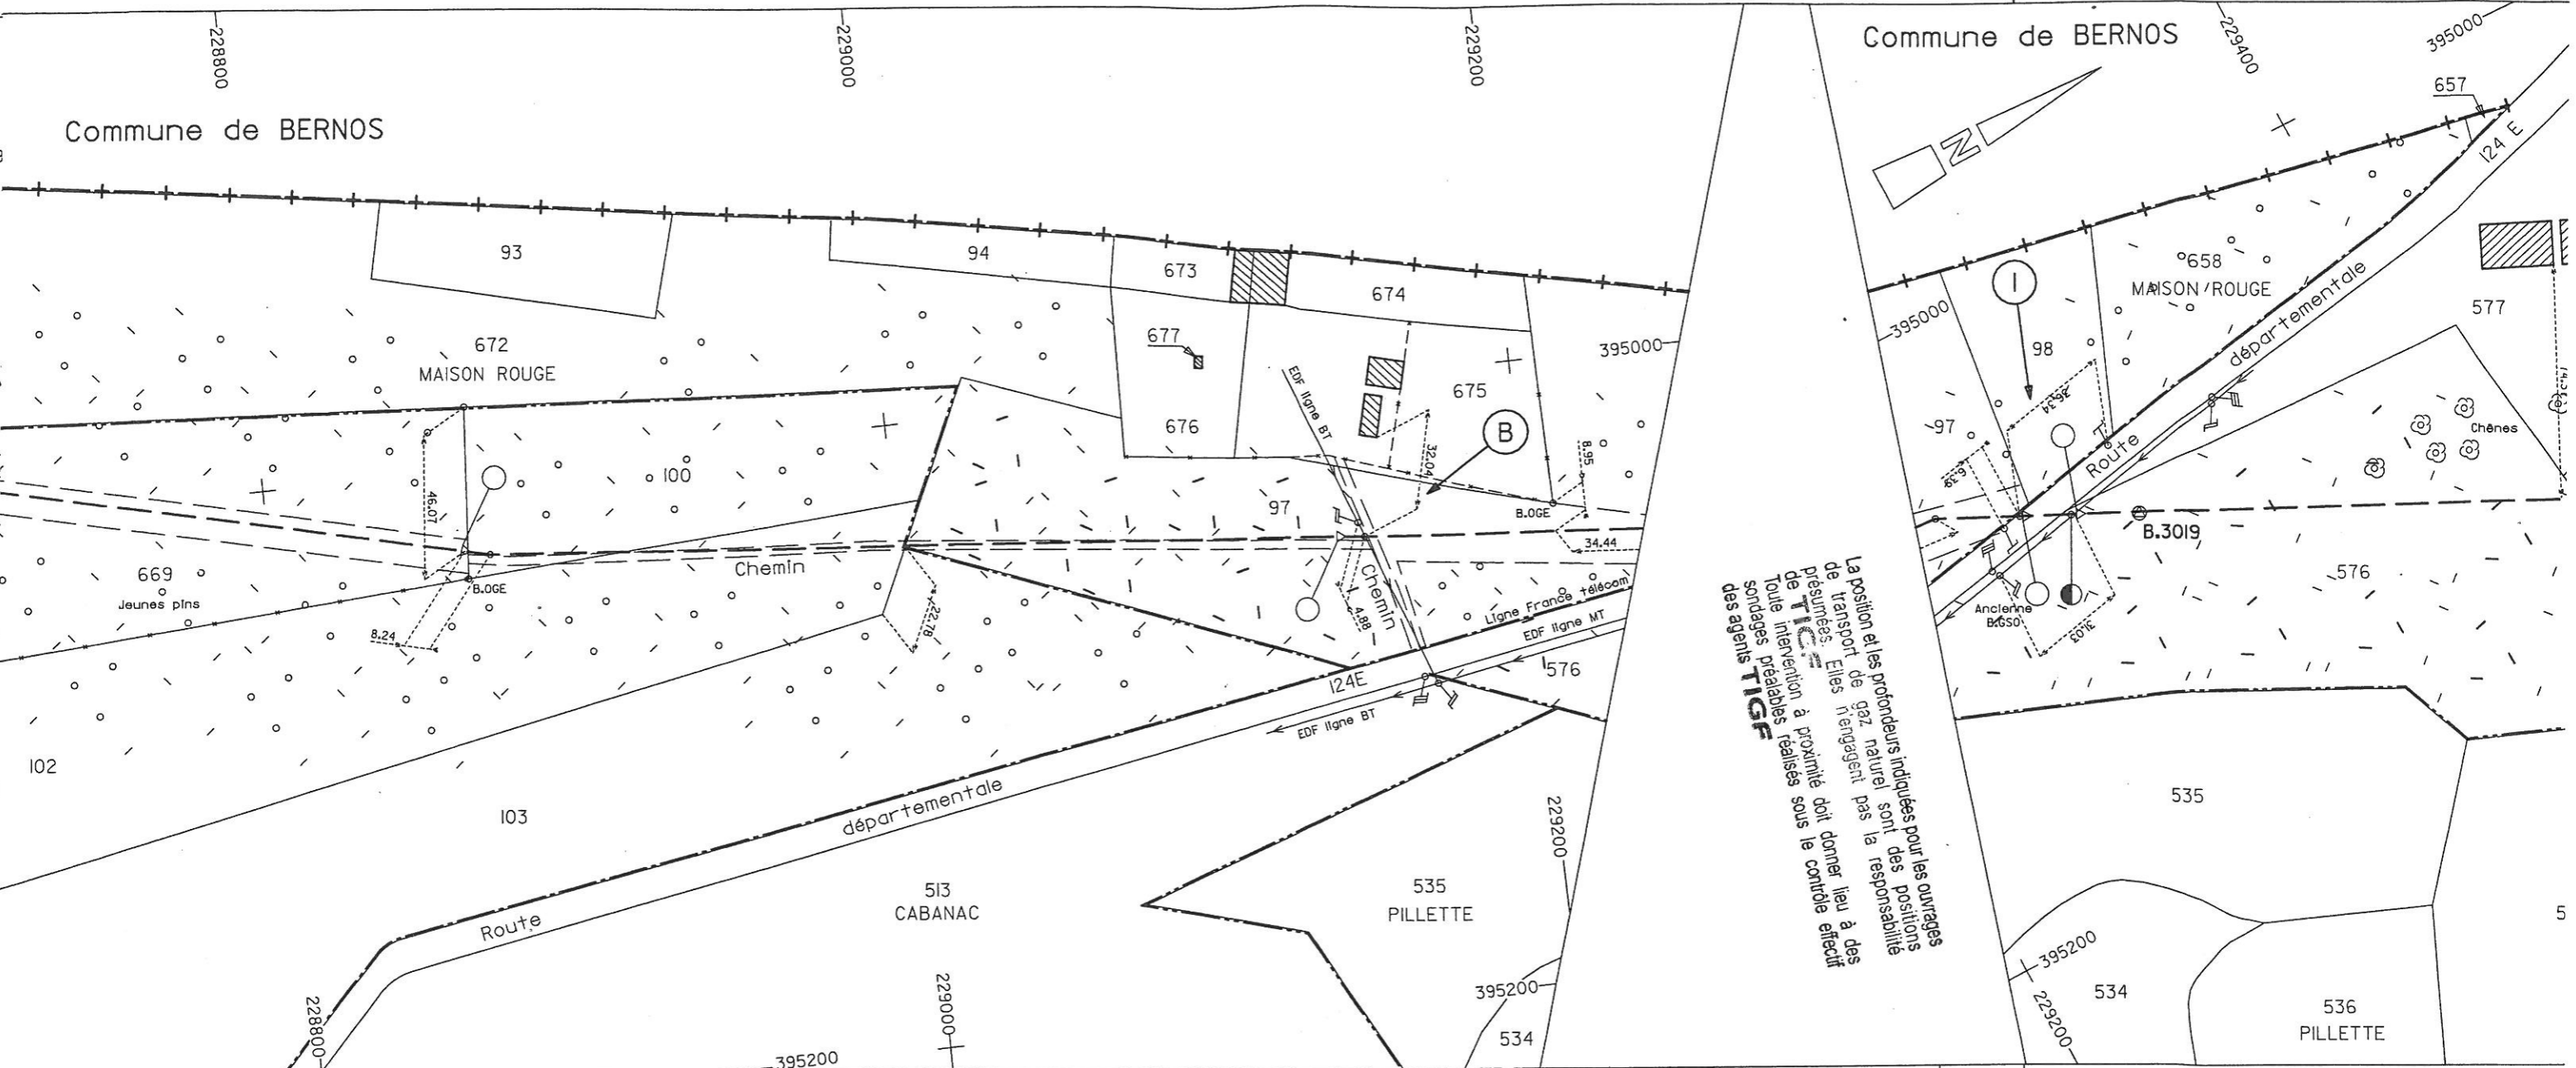 228800
229000
229200
Commune de BERNOS
229400
395000
657
Commune de BERNOS
124 E
93
94
673
674
658
MAISON ROUGE
577
672
MAISON ROUGE
677
395000
395000
98
départementale
EDF ligne BT
675
676
B
I
36.34
97
Chênes
Route
100
46.07
32.04
8.95
97
B.OGE
6.39
34.44
B.3019
669
Jeunes pins
B.OGE
Chemin
Chemin
4.88
22.78
8.24
Ligne France télécom
EDF ligne MT
576
576
Ancienne
B.GSO
31.03
124E
EDF ligne BT
La position et les profondeurs indiquées pour les ouvrages
de transport de gaz naturel sont des positions
présumées. Elles n'engagent pas la responsabilité
de TIGF
Toute intervention à proximité doit donner lieu à des
sondages préalables réalisés sous le contrôle effectif
des agents TIGF
102
103
départementale
Route
513
CABANAC
535
PILLETTE
229200
535
395200
534
229200
536
PILLETTE
5
228800
229000
395200
395200
534